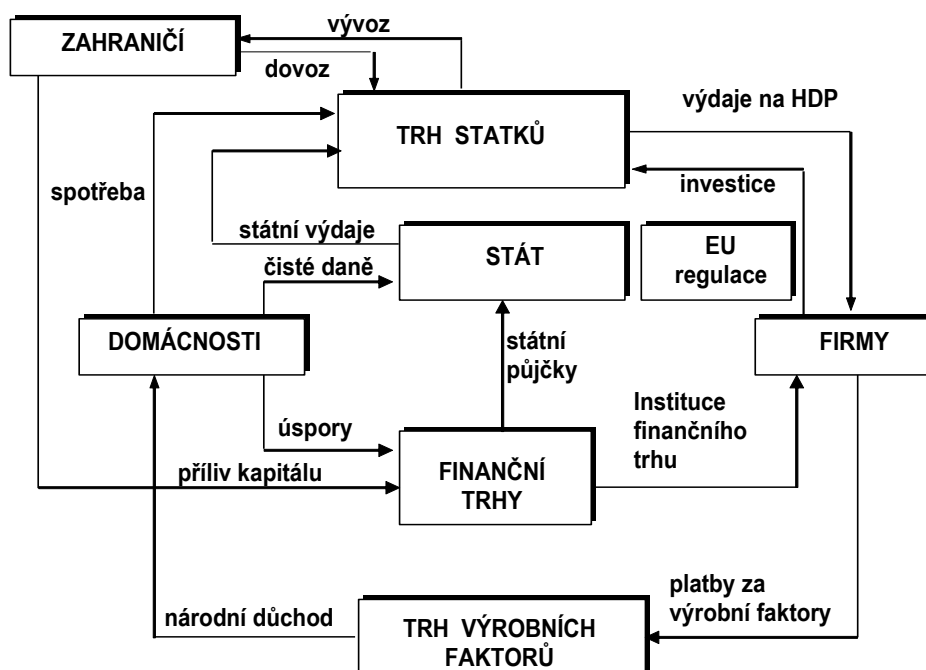 vývoz
ZAHRANIČÍ
dovoz
výdaje na HDP
TRH STATKŮ
spotřeba
investice
státní výdaje
STÁT
EU
regulace
čisté daně
DOMÁCNOSTI
státní
půjčky
FIRMY
Instituce
finančního
trhu
úspory
FINANČNÍ
TRHY
příliv kapitálu
platby za
výrobní faktory
národní důchod
TRH VÝROBNÍCH
FAKTORŮ